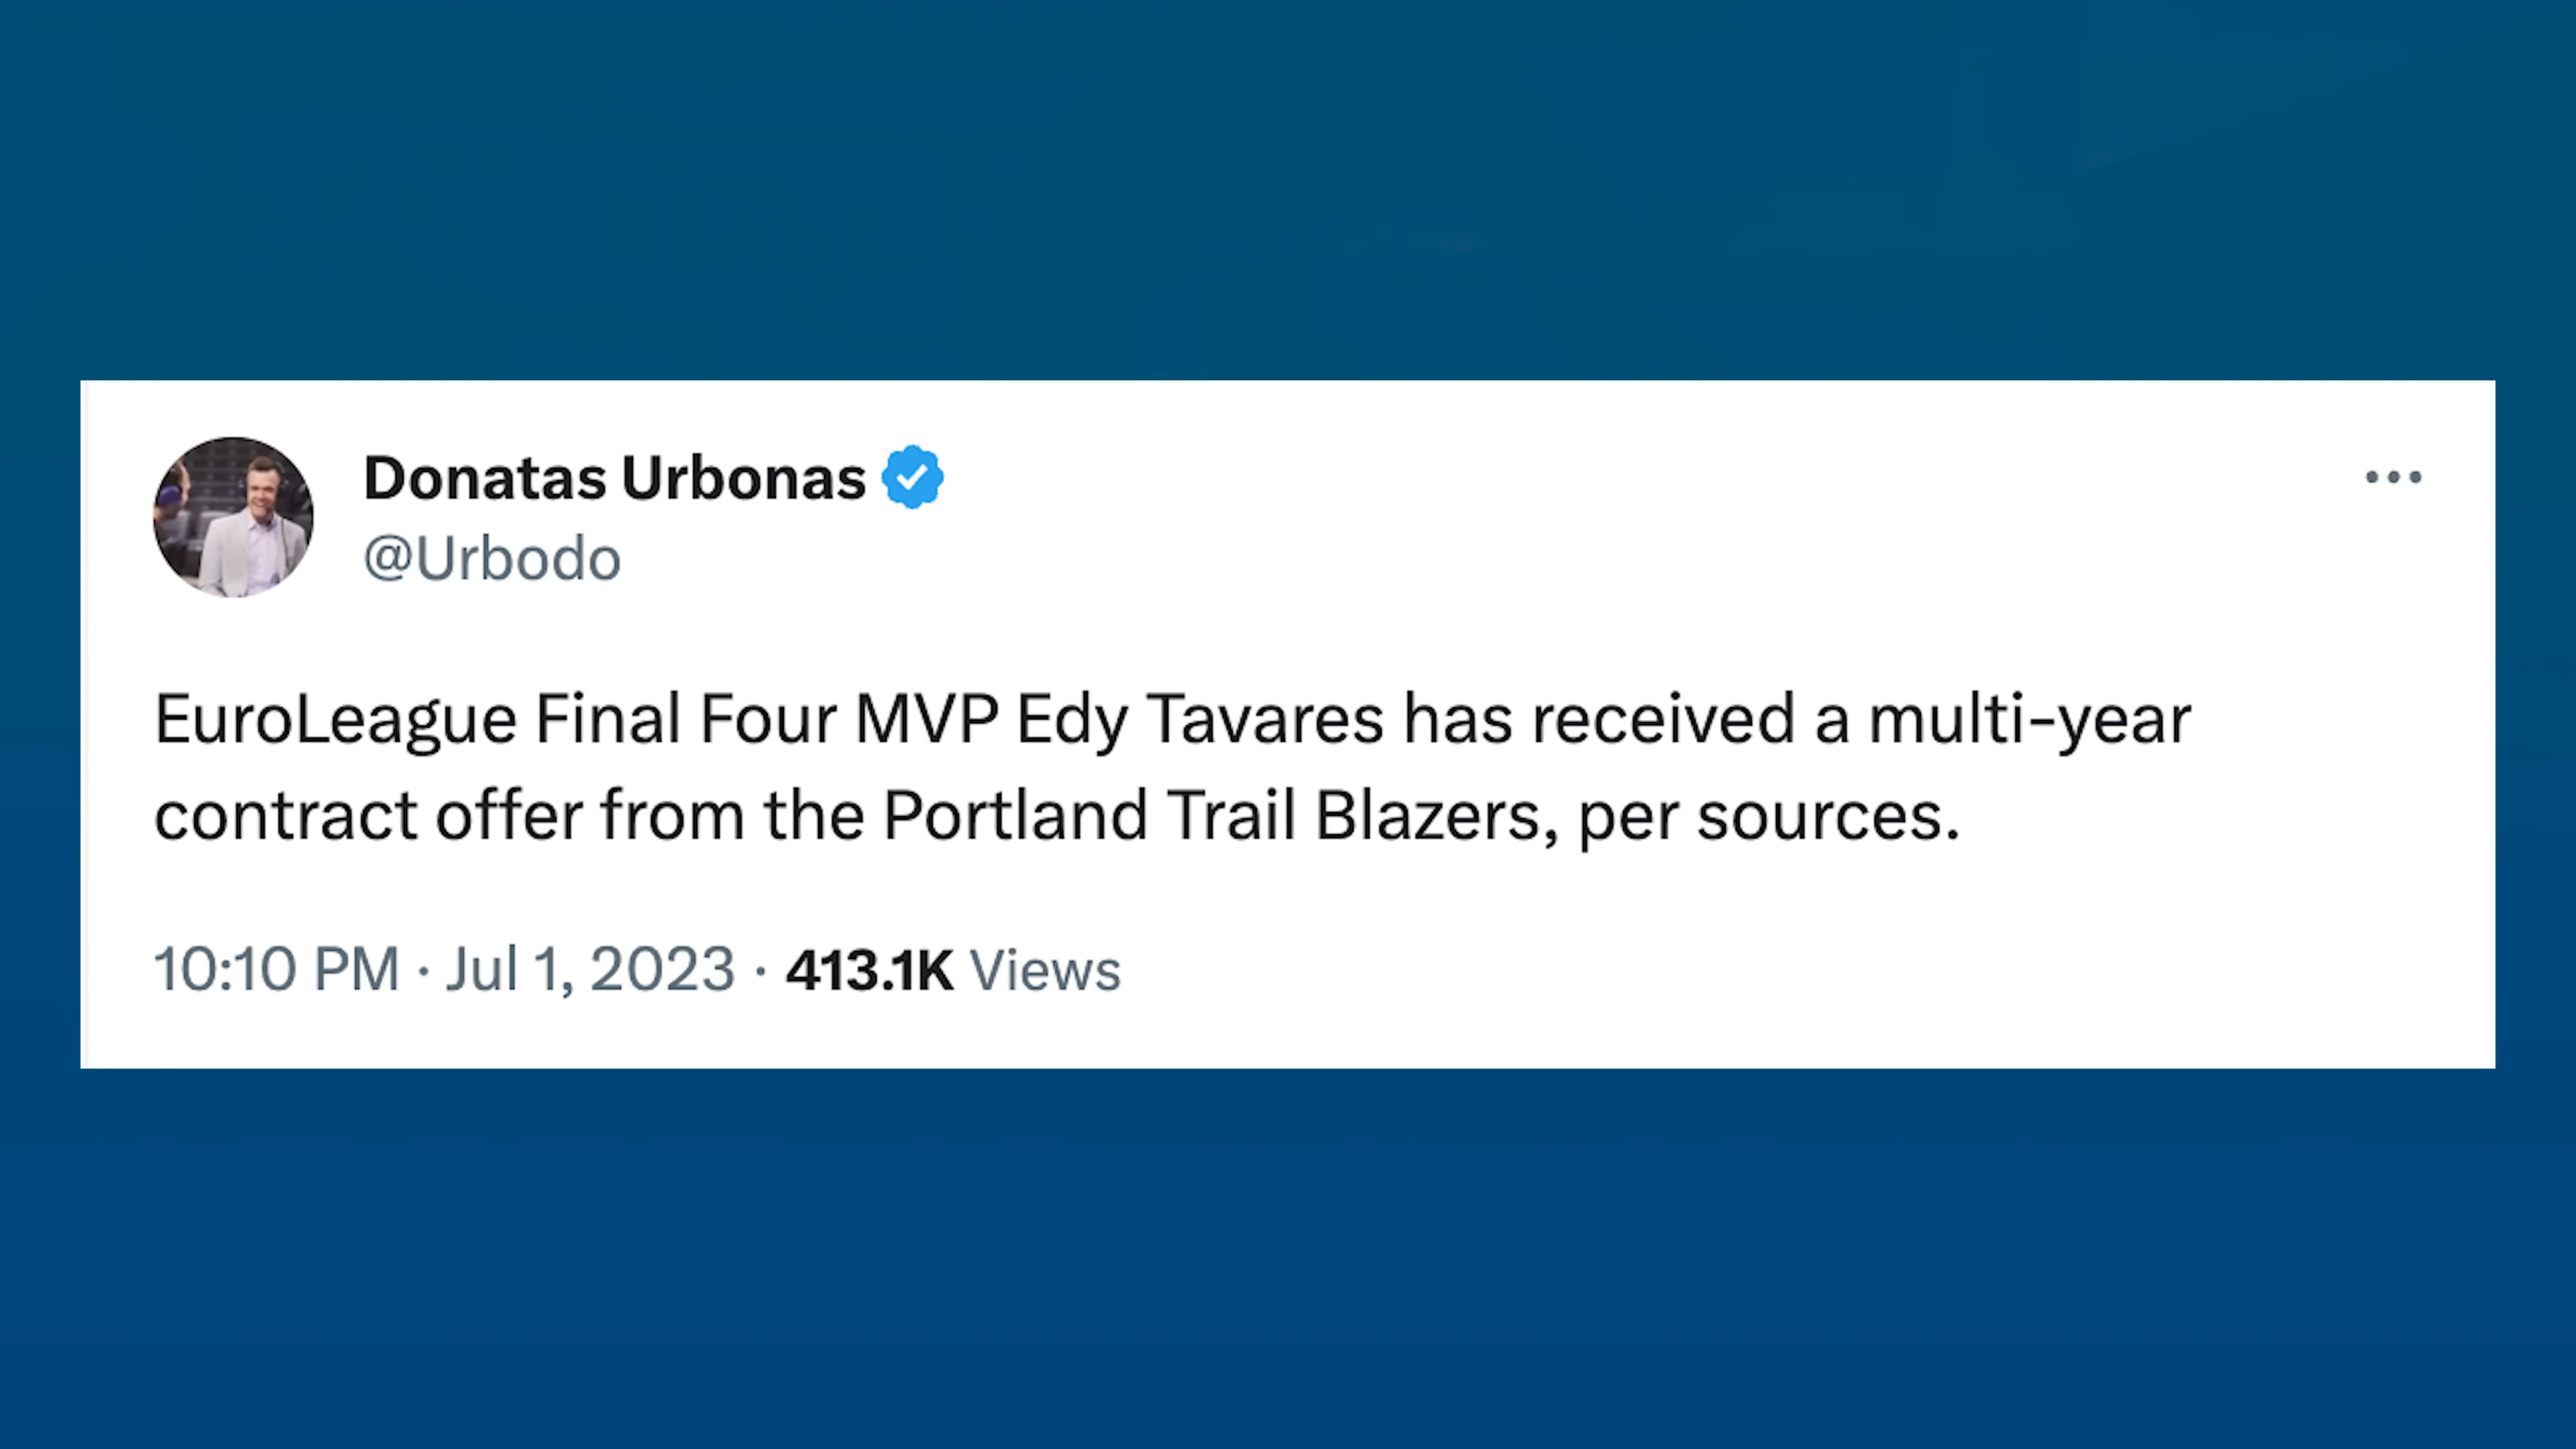 Donatas Urbonas
@Urbodo
EuroLeague Final Four MVP Edy Tavares has received a multi-year
contract offer from the Portland Trail Blazers, per sources.
10:10 PM · Jul 1, 2023 · 413.1K Views